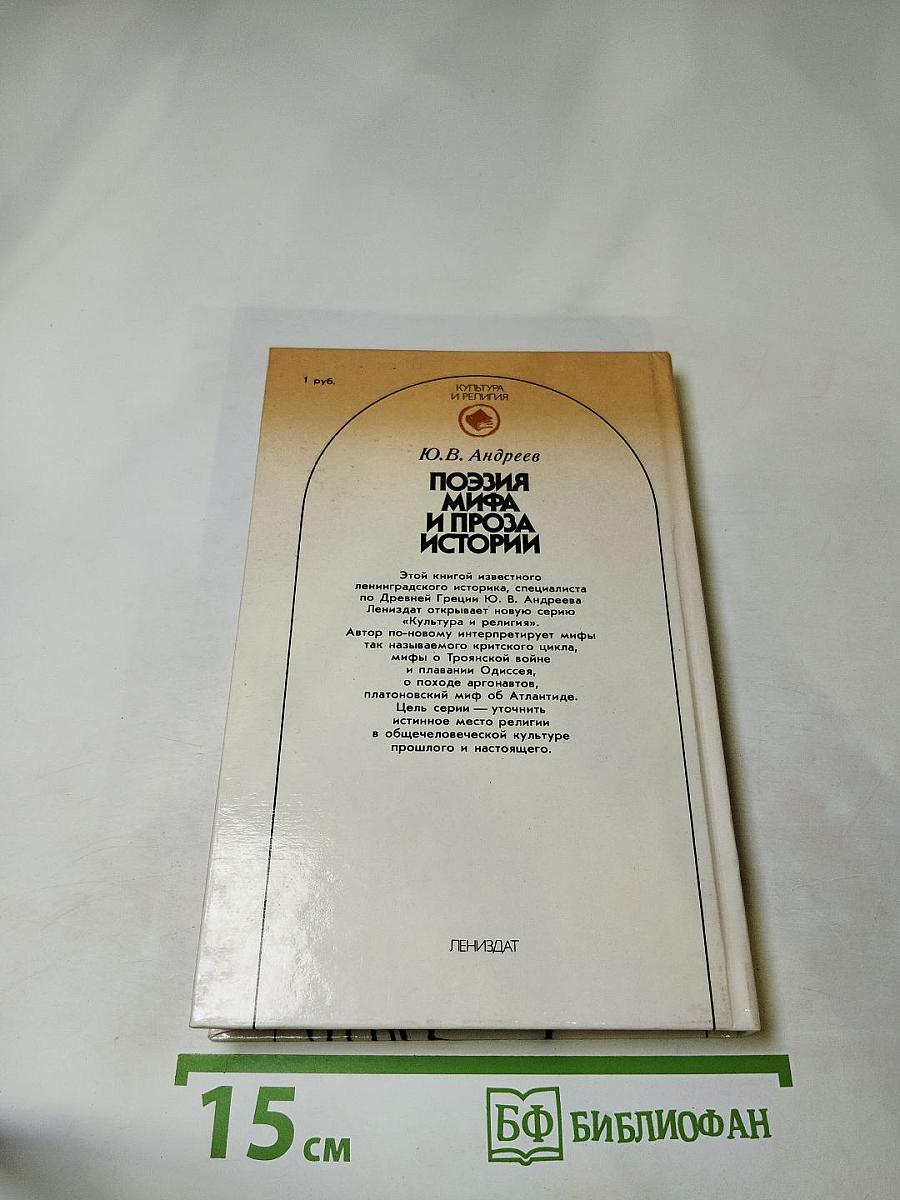 1 руб.
КУЛЬТУРА
И РЕЛИГИЯ
Ю. В. Андреев
ПОЭЗИЯ
МИФА
И ПРОЗА
ИСТОРИИ
Этой книгой известного
ленинградского историка, специалиста
по Древней Греции Ю. В. Андреева
Лениздат открывает новую серию
«Культура и религия».
Автор по-новому интерпретирует мифы
так называемого критского цикла,
мифы о Троянской войне
и плавании Одиссея,
о походе аргонавтов,
платоновский миф об Атлантиде.
Цель серии — уточнить
истинное место религии
в общечеловеческой культуре
прошлого и настоящего.
ЛЕНИЗДАТ
15 см
БФ БИБЛИОФАН